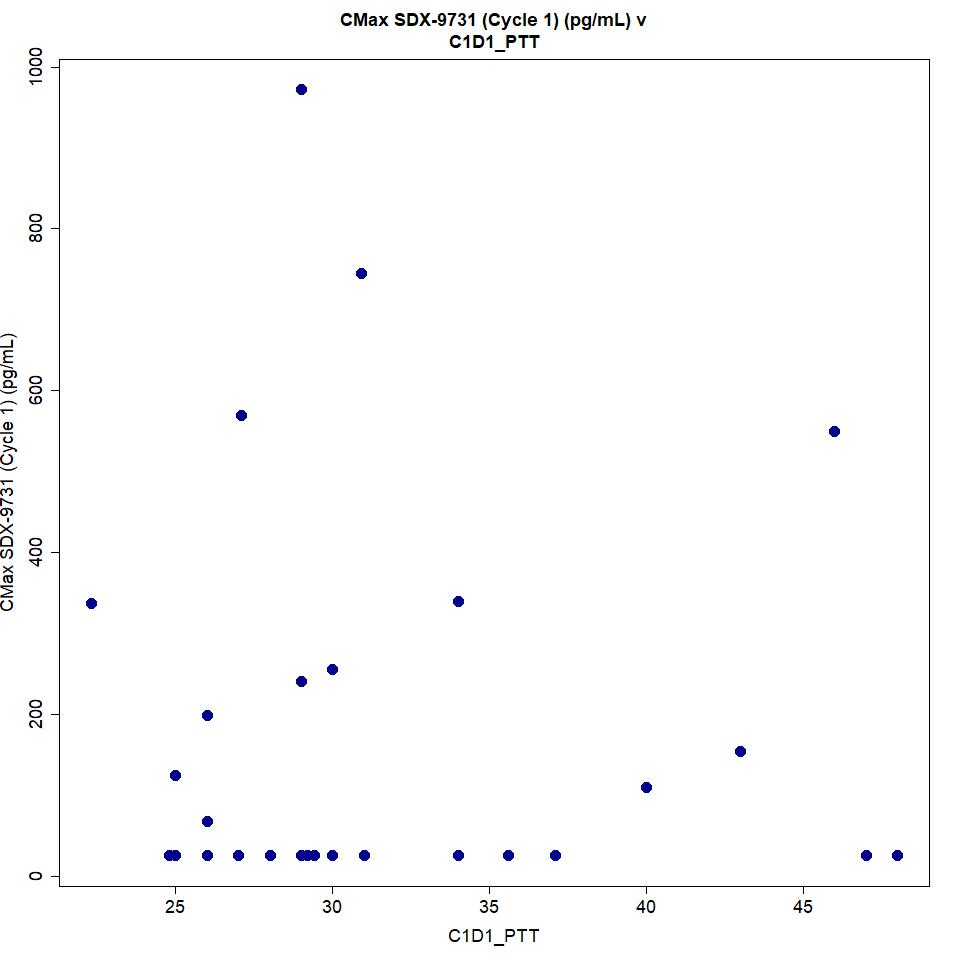 CMax SDX-9731 (Cycle 1) (pg/mL) v
C1D1_PTT
CMax SDX-9731 (Cycle 1) (pg/mL)
1000
800
600
400
200
0
25 30 35 40 45
C1D1_PTT